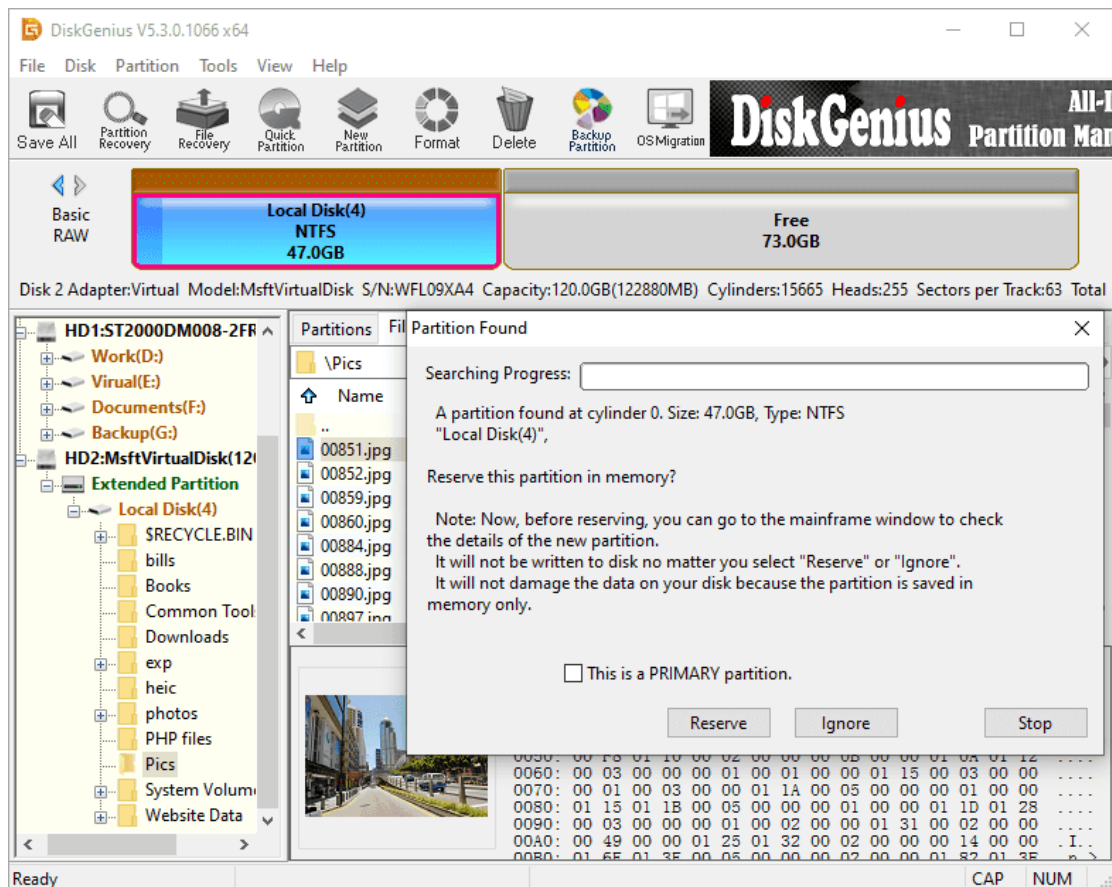 DiskGenius V5.3.0.1066 x64
File Disk Partition Tools View Help
Save All
Partition Recovery
File Recovery
Quick Partition
New Partition
Format
Delete
Backup Partition
OS Migration
DiskGenius
All-
Partition Mar
Basic
RAW
Local Disk(4)
NTFS
47.0GB
Free
73.0GB
Disk 2 Adapter:Virtual Model:MsftVirtualDisk S/N:WFL09XA4 Capacity:120.0GB(122880MB) Cylinders:15665 Heads:255 Sectors per Track:63 Total
HD1:ST2000DM008-2FR
Work(D:)
Virual(E:)
Documents(F:)
Backup(G:)
HD2:MsftVirtualDisk(120
Extended Partition
Local Disk(4)
$RECYCLE.BIN
bills
Books
Common Tool
Downloads
exp
heic
photos
PHP files
Pics
System Volum
Website Data
Partitions Fil
\Pics
Name
..
00851.jpg
00852.jpg
00859.jpg
00860.jpg
00884.jpg
00888.jpg
00890.jpg
00897.jpg
Partition Found
Searching Progress:
A partition found at cylinder 0. Size: 47.0GB, Type: NTFS
"Local Disk(4)",
Reserve this partition in memory?
Note: Now, before reserving, you can go to the mainframe window to check
the details of the new partition.
It will not be written to disk no matter you select "Reserve" or "Ignore".
It will not damage the data on your disk because the partition is saved in
memory only.
This is a PRIMARY partition.
Reserve
Ignore
Stop
0060: 00 03 00 00 00 01 00 01 00 00 01 15 00 03 00 00 ....
0070: 00 01 00 03 00 00 01 1A 00 05 00 00 00 01 00 00 ....
0080: 01 15 01 1B 00 05 00 00 00 01 00 00 01 1D 01 28 ....
0090: 00 03 00 00 00 01 00 02 00 00 01 31 00 02 00 00 ....
00A0: 00 49 00 00 01 25 01 32 00 02 00 00 00 14 00 00 .I..
Ready
CAP NUM